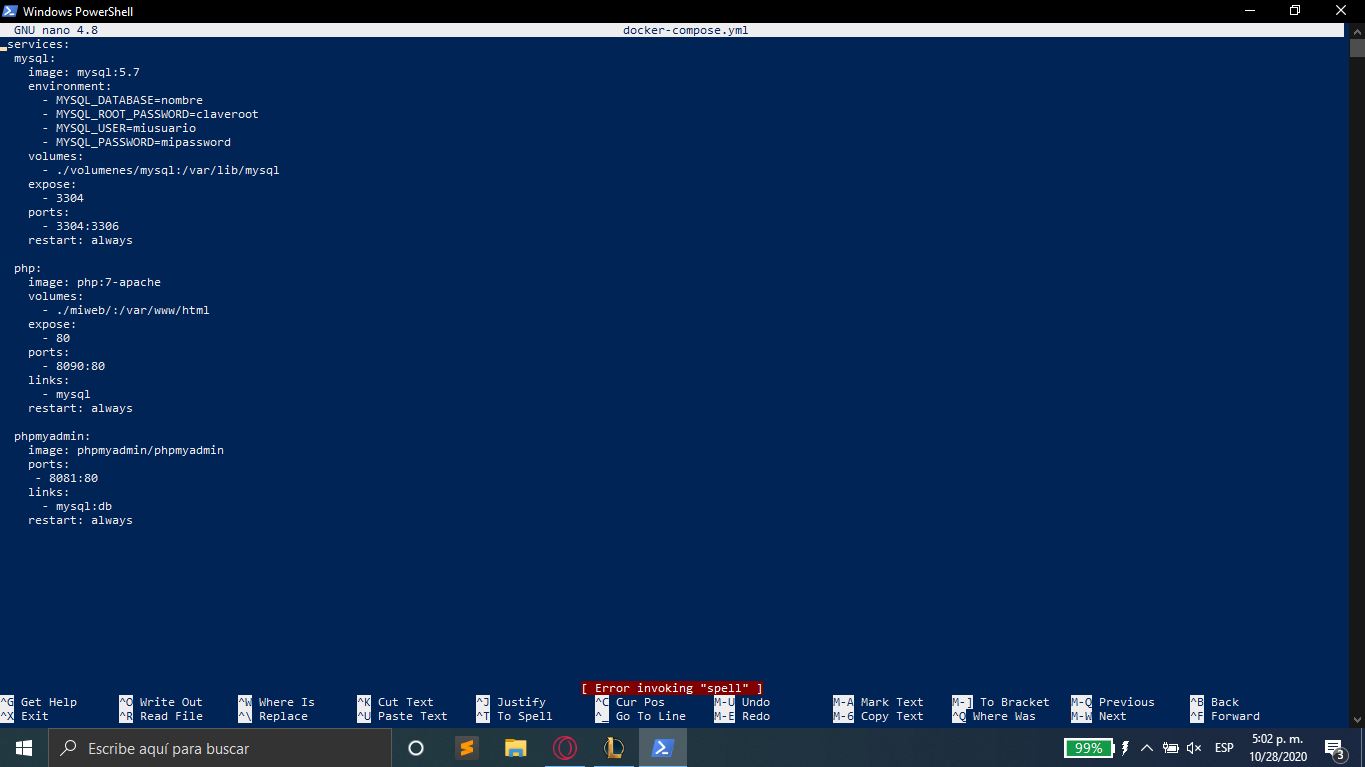 Windows PowerShell
GNU nano 4.8 docker-compose.yml
services:
mysql:
image: mysql:5.7
environment:
- MYSQL_DATABASE=nombre
- MYSQL_ROOT_PASSWORD=claveroot
- MYSQL_USER=miusuario
- MYSQL_PASSWORD=mipassword
volumes:
- ./volumenes/mysql:/var/lib/mysql
expose:
- 3304
ports:
- 3304:3306
restart: always
php:
image: php:7-apache
volumes:
- ./miweb/:/var/www/html
expose:
- 80
ports:
- 8090:80
links:
- mysql
restart: always
phpmyadmin:
image: phpmyadmin/phpmyadmin
ports:
- 8081:80
links:
- mysql:db
restart: always
[ Error invoking "spell" ]
^G Get Help ^O Write Out ^W Where Is ^K Cut Text ^J Justify ^C Cur Pos M-U Undo M-A Mark Text M-] To Bracket M-Q Previous ^B Back
^X Exit ^R Read File ^\ Replace ^U Paste Text ^T To Spell ^_ Go To Line M-E Redo M-6 Copy Text ^Q Where Was M-W Next ^F Forward
Escribe aquí para buscar
99% ESP
5:02 p. m.
10/28/2020
3